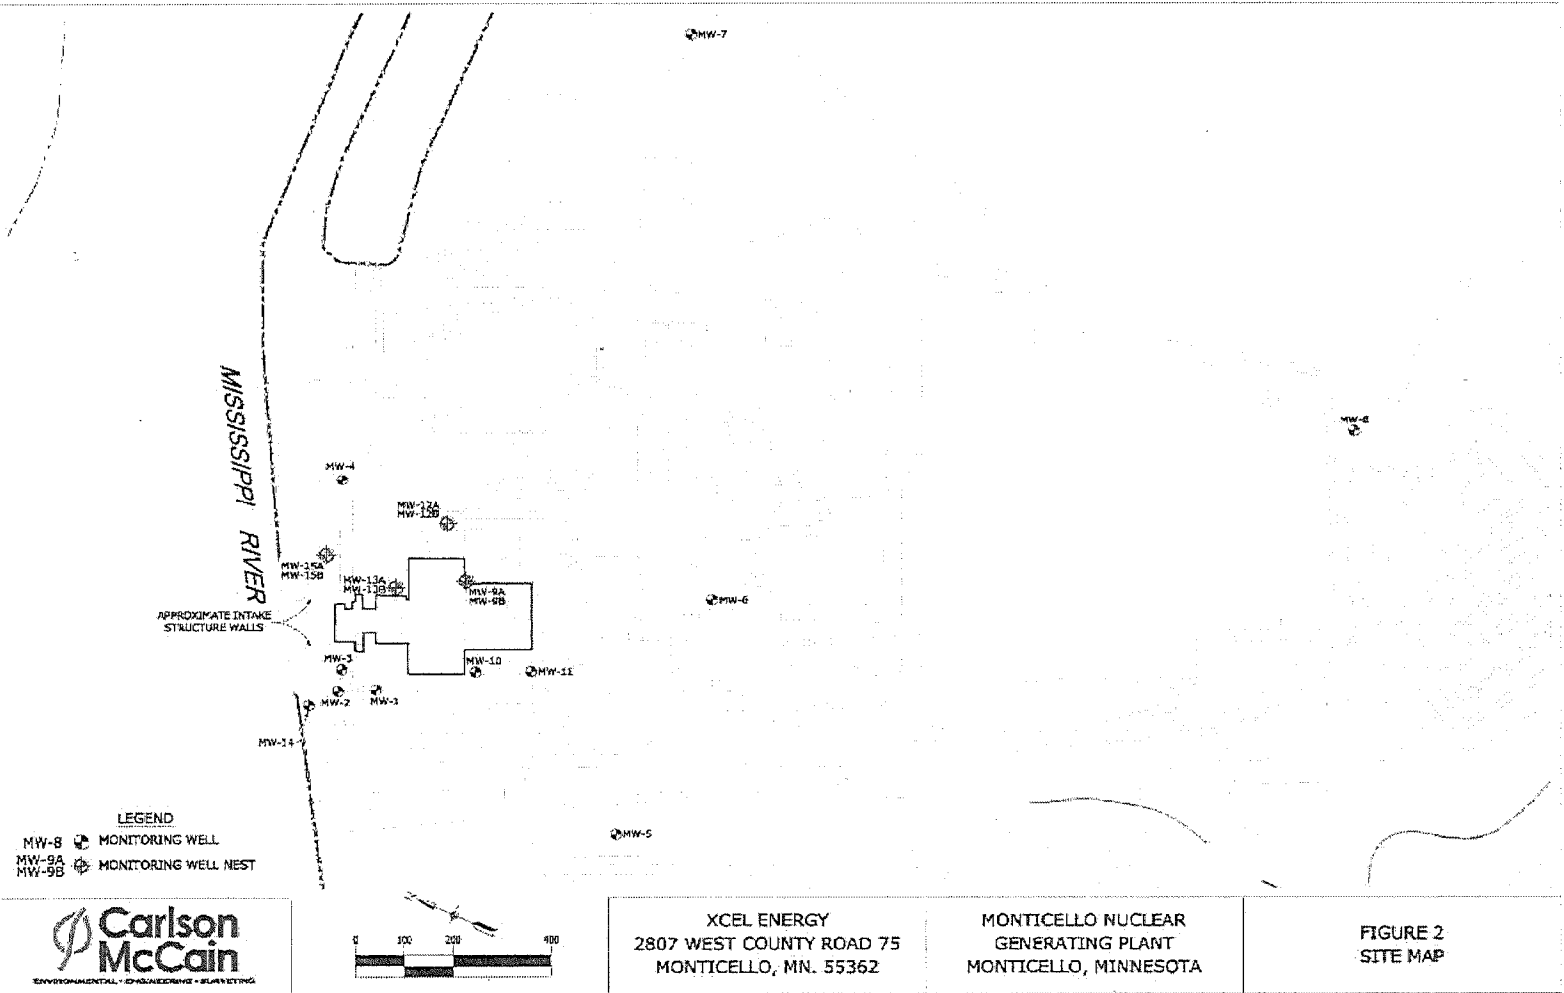 MW-7
MISSISSIPPI RIVER
MW-4
MW-12A
MW-12B
MW-15A
MW-15B
MW-13A
MW-13B
MW-9A
MW-9B
MW-6
APPROXIMATE INTAKE
STRUCTURE WALLS
MW-10
MW-11
MW-2
MW-3
MW-14
MW-5
LEGEND
MW-8 MONITORING WELL
MW-9A
MW-9B MONITORING WELL NEST
Carlson
McCain
ENVIRONMENTAL • ENGINEERING • SURVEYING
0 100 200 400
XCEL ENERGY
2807 WEST COUNTY ROAD 75
MONTICELLO, MN. 55362
MONTICELLO NUCLEAR
GENERATING PLANT
MONTICELLO, MINNESOTA
FIGURE 2
SITE MAP